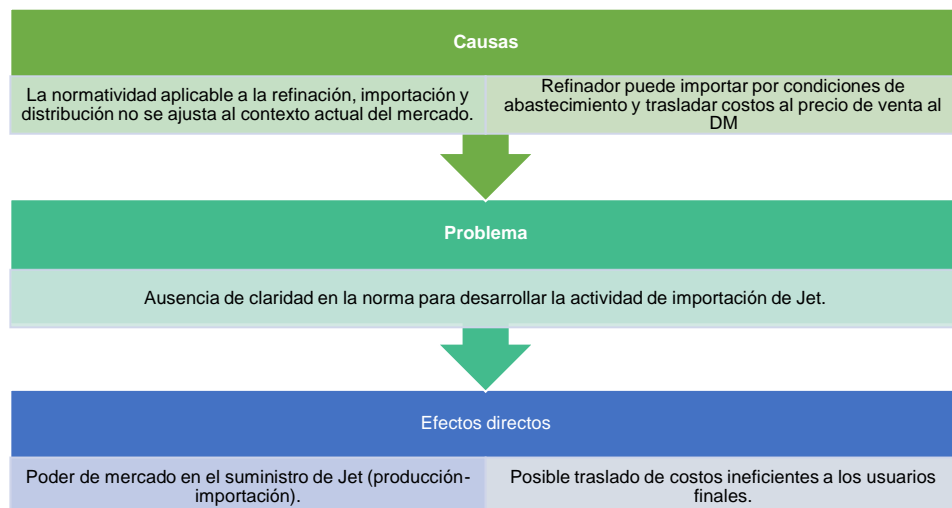 Causas
La normatividad aplicable a la refinación, importación y
distribución no se ajusta al contexto actual del mercado.
Refinador puede importar por condiciones de
abastecimiento y trasladar costos al precio de venta al
DM
Problema
Ausencia de claridad en la norma para desarrollar la actividad de importación de Jet.
Efectos directos
Poder de mercado en el suministro de Jet (producción-
importación).
Posible traslado de costos ineficientes a los usuarios
finales.